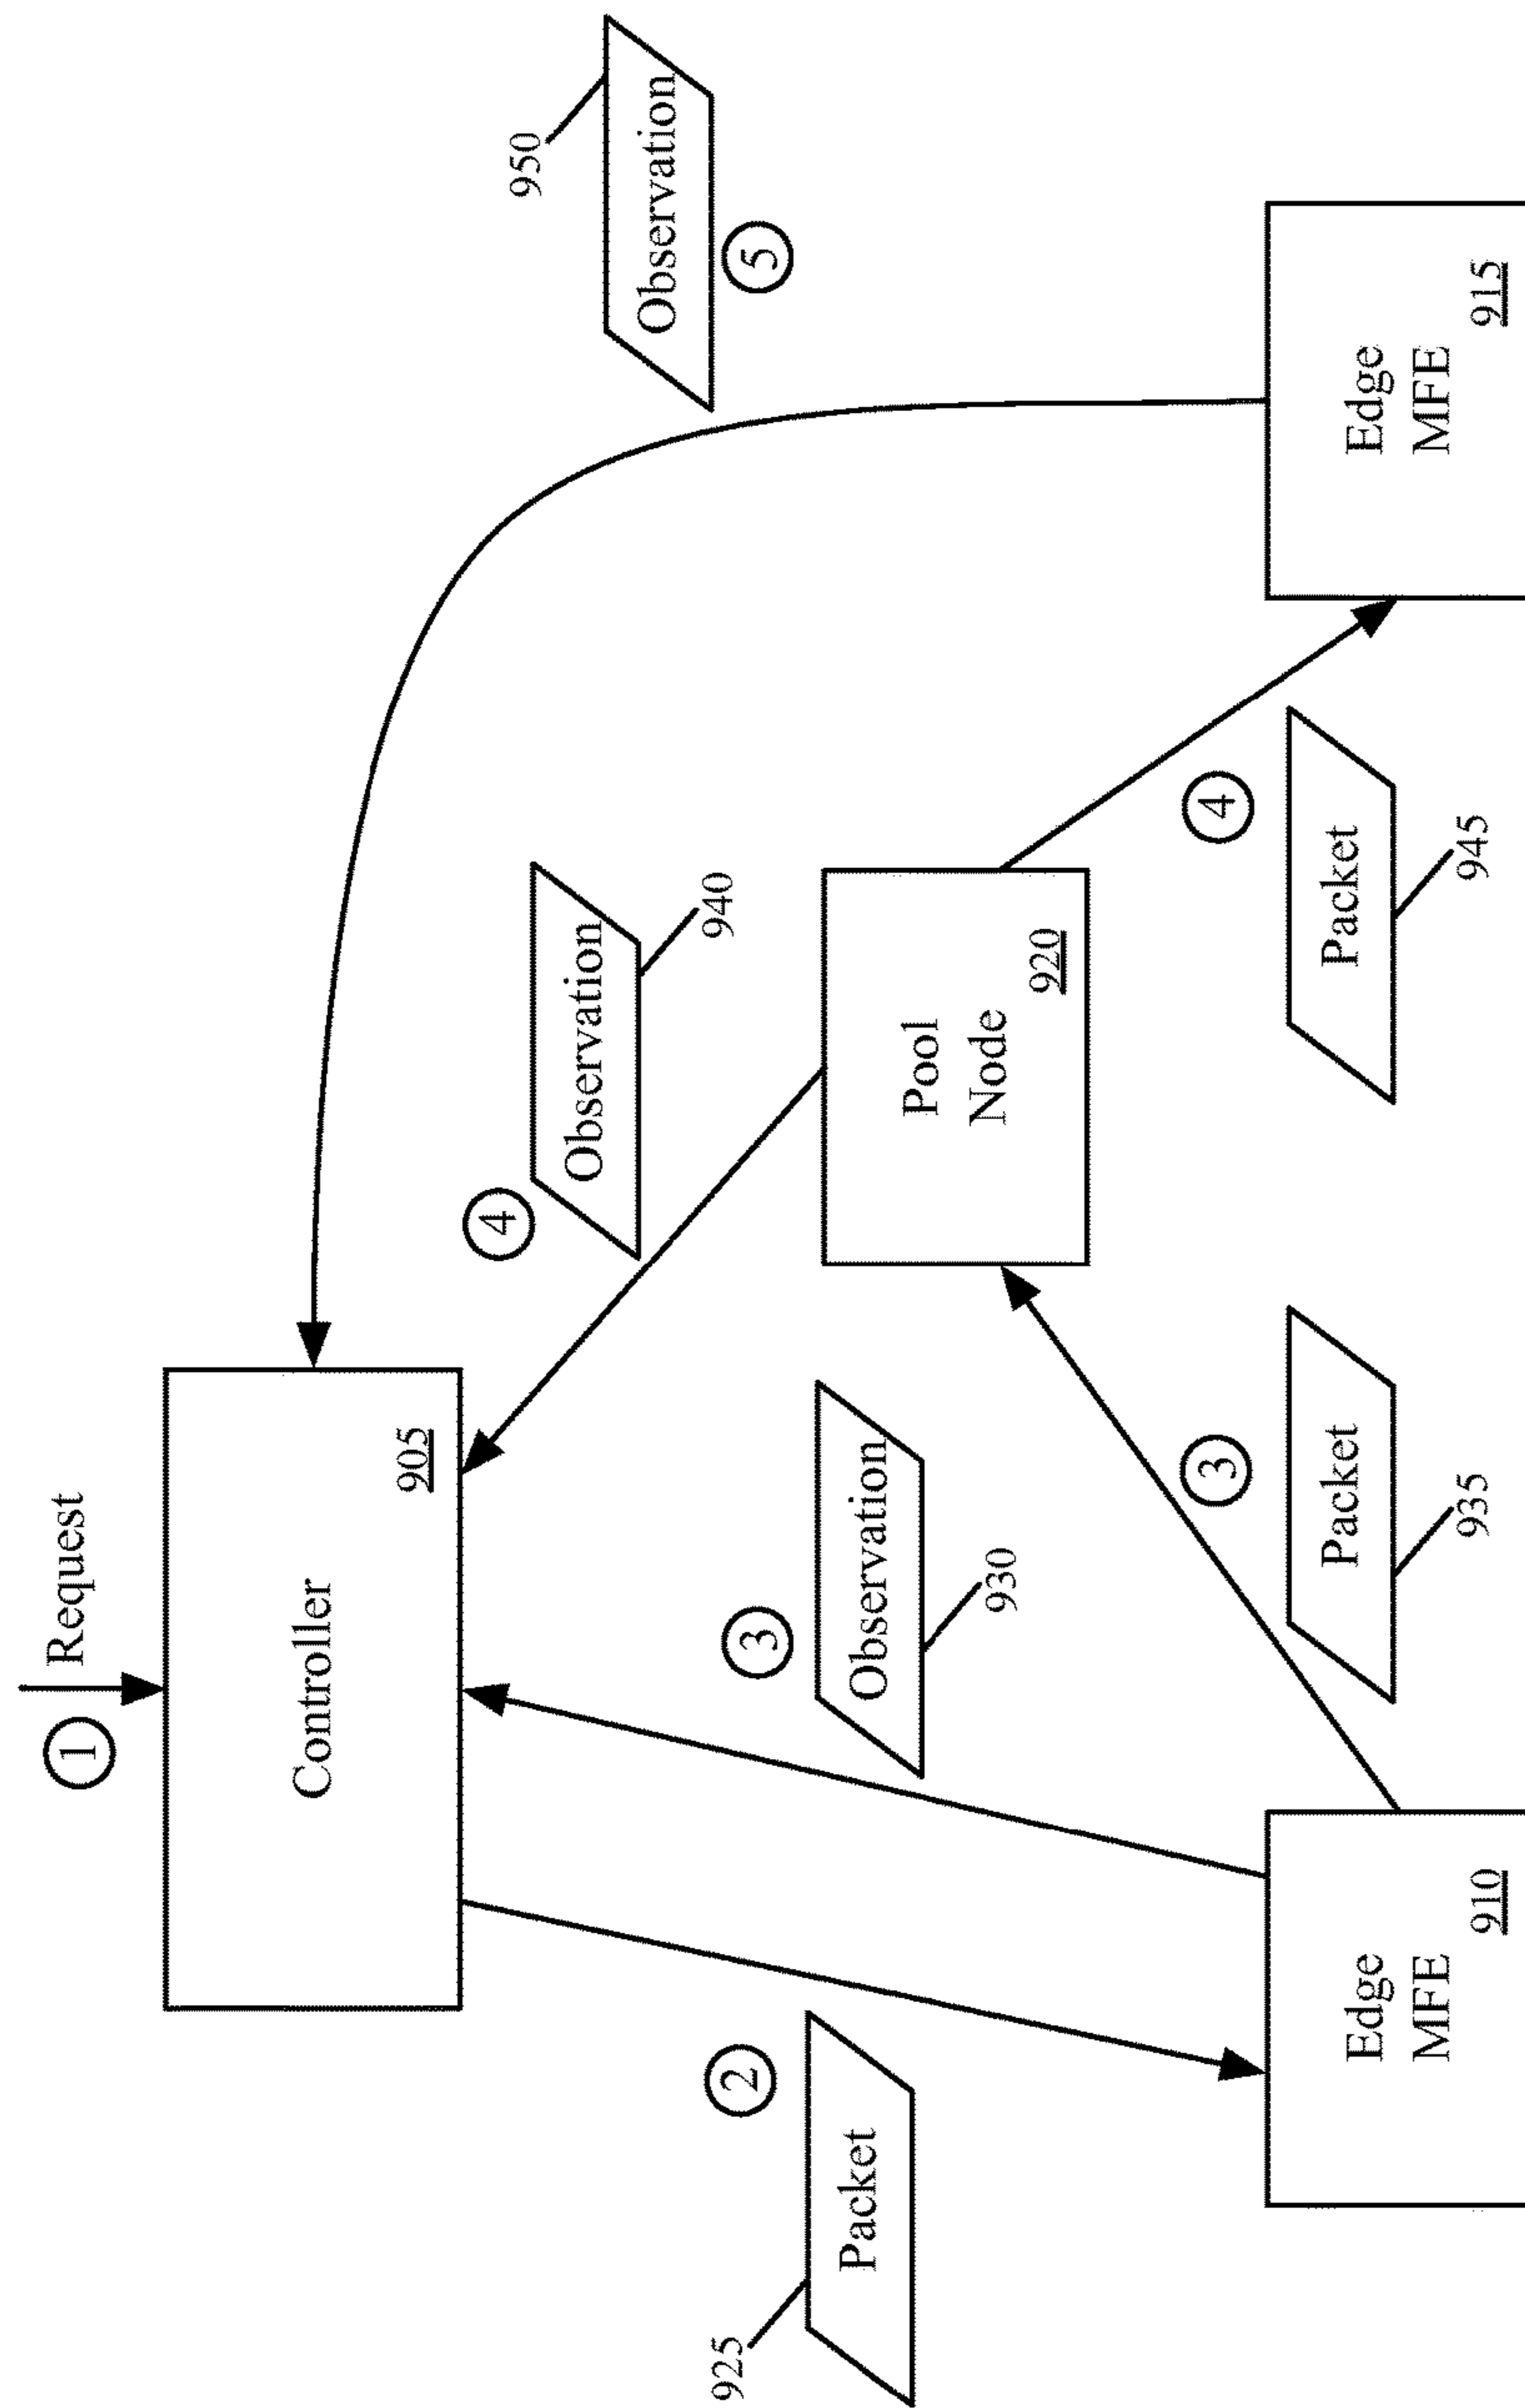 1
Request
Controller
905
950
Observation
5
4
Observation
940
925
Packet
2
3
Observation
930
Pool
Node
920
Edge
MFE
910
3
Packet
935
4
Packet
945
Edge
MFE
915